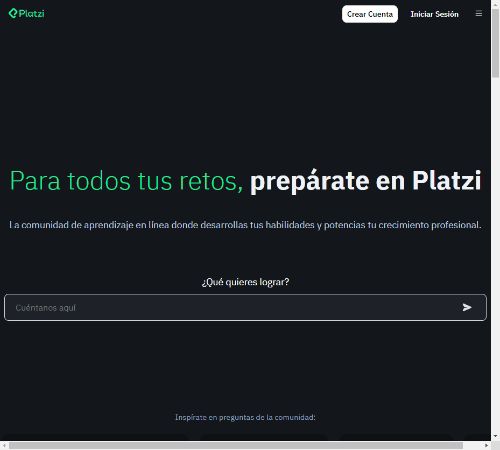 Platzi
Crear Cuenta
Iniciar Sesión
Para todos tus retos, prepárate en Platzi
La comunidad de aprendizaje en línea donde desarrollas tus habilidades y potencias tu crecimiento profesional.
¿Qué quieres lograr?
Cuéntanos aquí
Inspírate en preguntas de la comunidad: